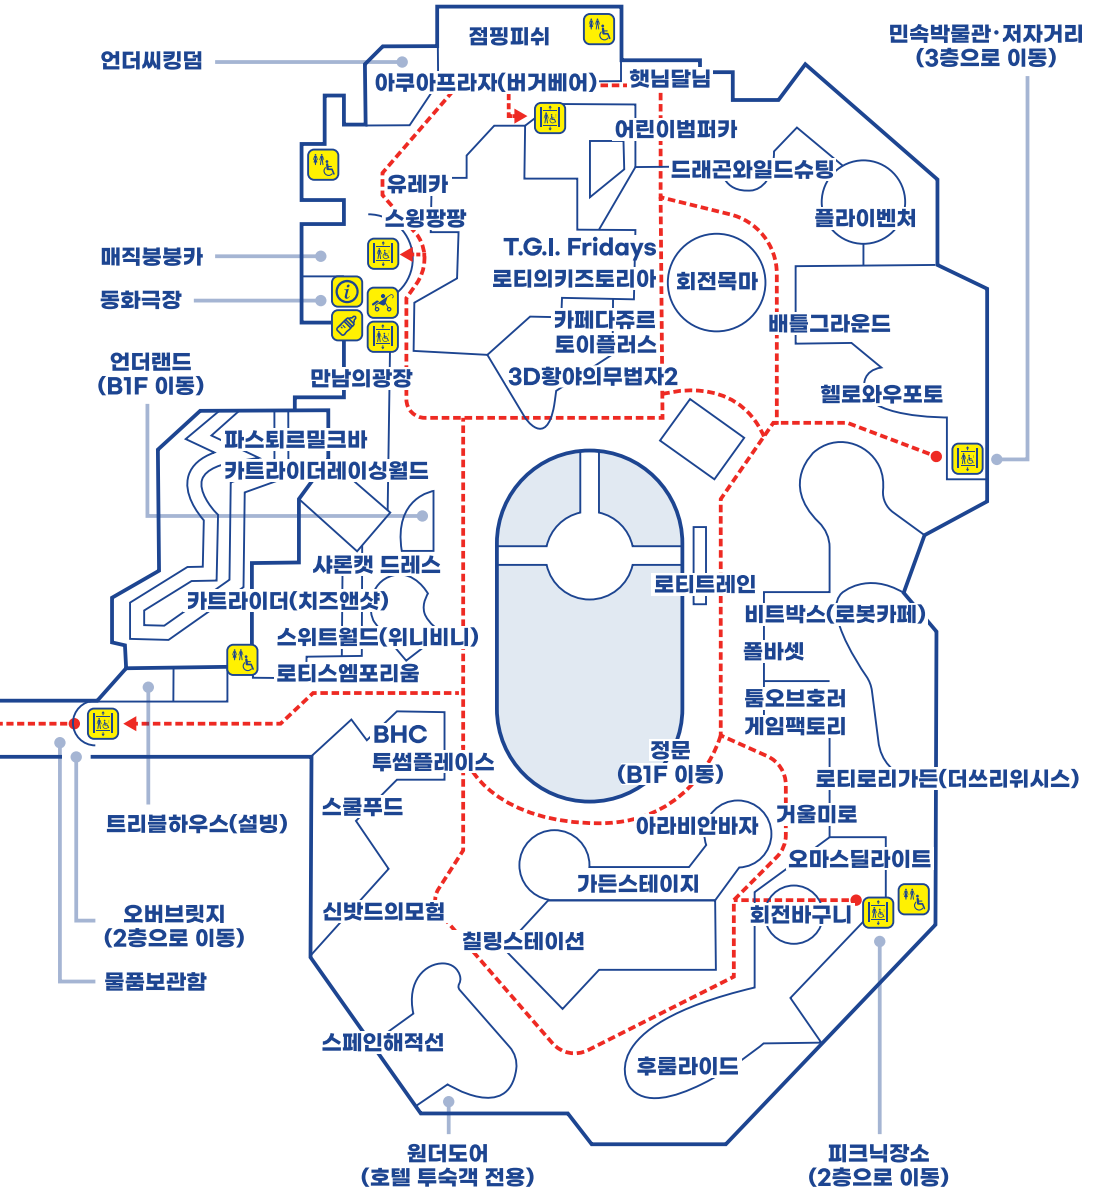 점핑피쉬
민속박물관·저자거리
(3층으로 이동)
언더씨킹덤
아쿠아프라자(버거베어)
햇님달님
어린이범퍼카
드래곤와일드슈팅
유레카
스윙팡팡
플라이벤처
매직붕붕카
T.G.I. Fridays
로티의키즈토리아
회전목마
동화극장
카페다쥬르
토이플러스
배틀그라운드
언더랜드
(B1F 이동)
만남의광장
3D황야의무법자2
헬로와우포토
파스퇴르밀크바
카트라이더레이싱월드
샤론캣 드레스
로티트레인
카트라이더(치즈앤샷)
비트박스(로봇카페)
스위트월드(위니비니)
폴바셋
로티스엠포리움
툼오브호러
게임팩토리
BHC
투썸플레이스
정문
(B1F 이동)
로티로리가든(더쓰리위시스)
스쿨푸드
거울미로
트리블하우스(설빙)
아라비안바자
오마스딜라이트
가든스테이지
신밧드의모험
회전바구니
오버브릿지
(2층으로 이동)
칠링스테이션
물품보관함
스페인해적선
후룸라이드
원더도어
(호텔 투숙객 전용)
피크닉장소
(2층으로 이동)